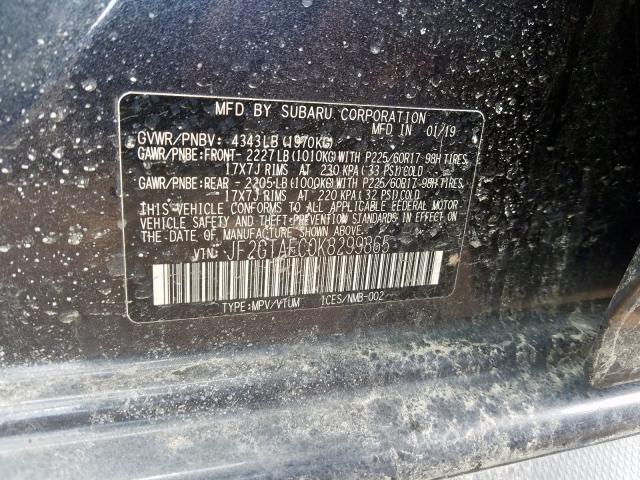 MFD BY SUBARU CORPORATION
MFD IN 01/19
GVWR/PNBV: 4343LB (1970KG)
GAWR/PNBE:FRONT- 2227LB (1010KG)WITH P225/60R17-98H TIRES,
17X7J RIMS AT 230 KPA (33 PSI)COLD
GAWR/PNBE:REAR - 2205LB (1000KG)WITH P225/60R17-98H TIRES,
17X7J RIMS AT 220 KPA (32 PSI)COLD
THIS VEHICLE CONFORMS TO ALL APPLICABLE FEDERAL MOTOR
VEHICLE SAFETY AND THEFT PREVENTION STANDARDS IN EFFECT
ON THE DATE OF MANUFACTURE SHOWN ABOVE.
VIN: JF2GTAEC0K8299865
TYPE:MPV/VTUM ICES/NMB-002